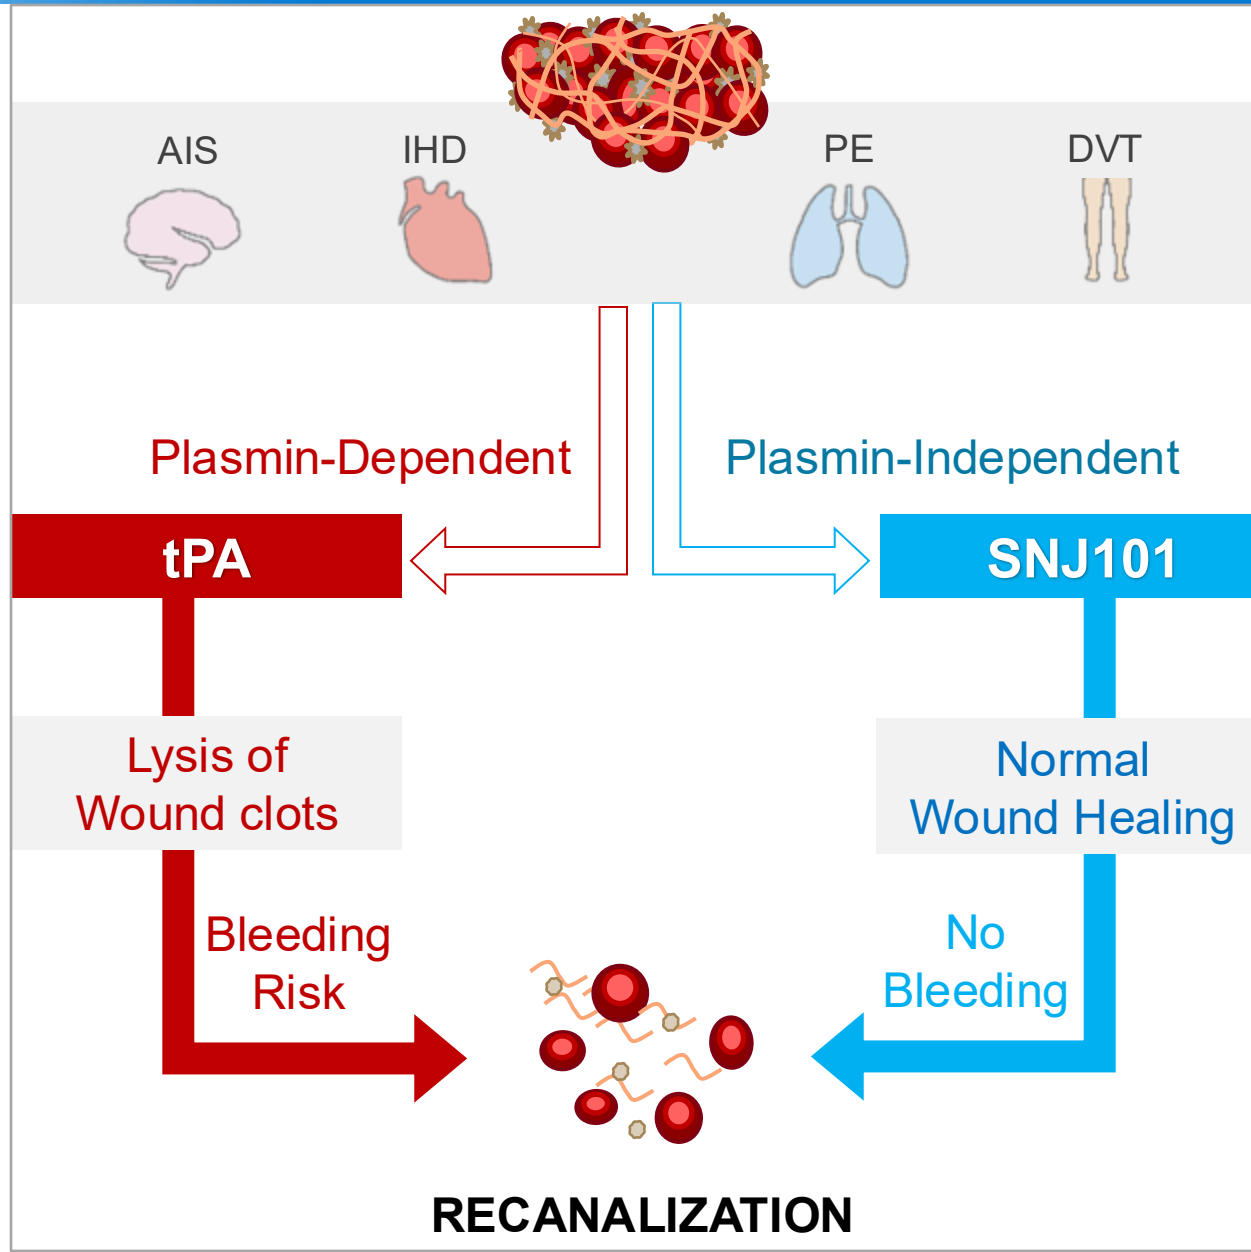 AIS
IHD
PE
DVT
Plasmin-Dependent
Plasmin-Independent
tPA
SNJ101
Lysis of
Wound clots
Normal
Wound Healing
Bleeding
Risk
No
Bleeding
RECANALIZATION